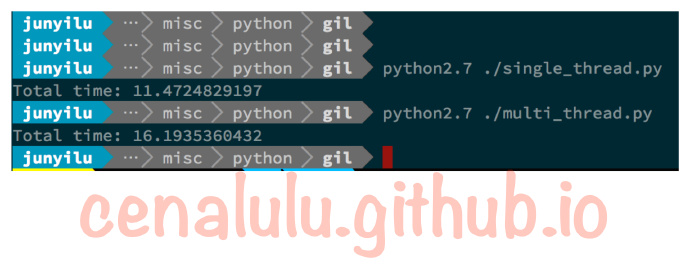 junyilu ··· misc python gil
junyilu ··· misc python gil
junyilu ··· misc python gil python2.7 ./single_thread.py
Total time: 11.4724829197
junyilu ··· misc python gil python2.7 ./multi_thread.py
Total time: 16.1935360432
junyilu ··· misc python gil
cenalulu.github.io